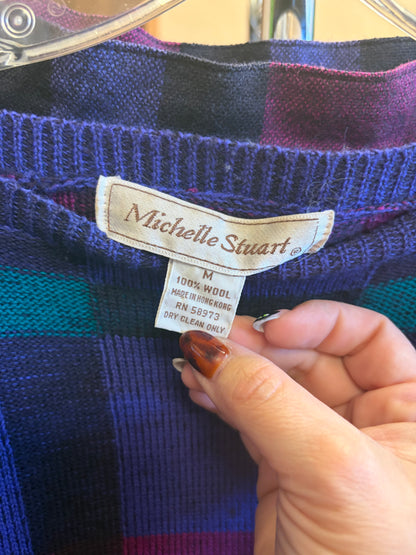 Michelle Stuart®
M
100% WOOL
MADE IN HONG KONG
RN 58973
DRY CLEAN ONLY